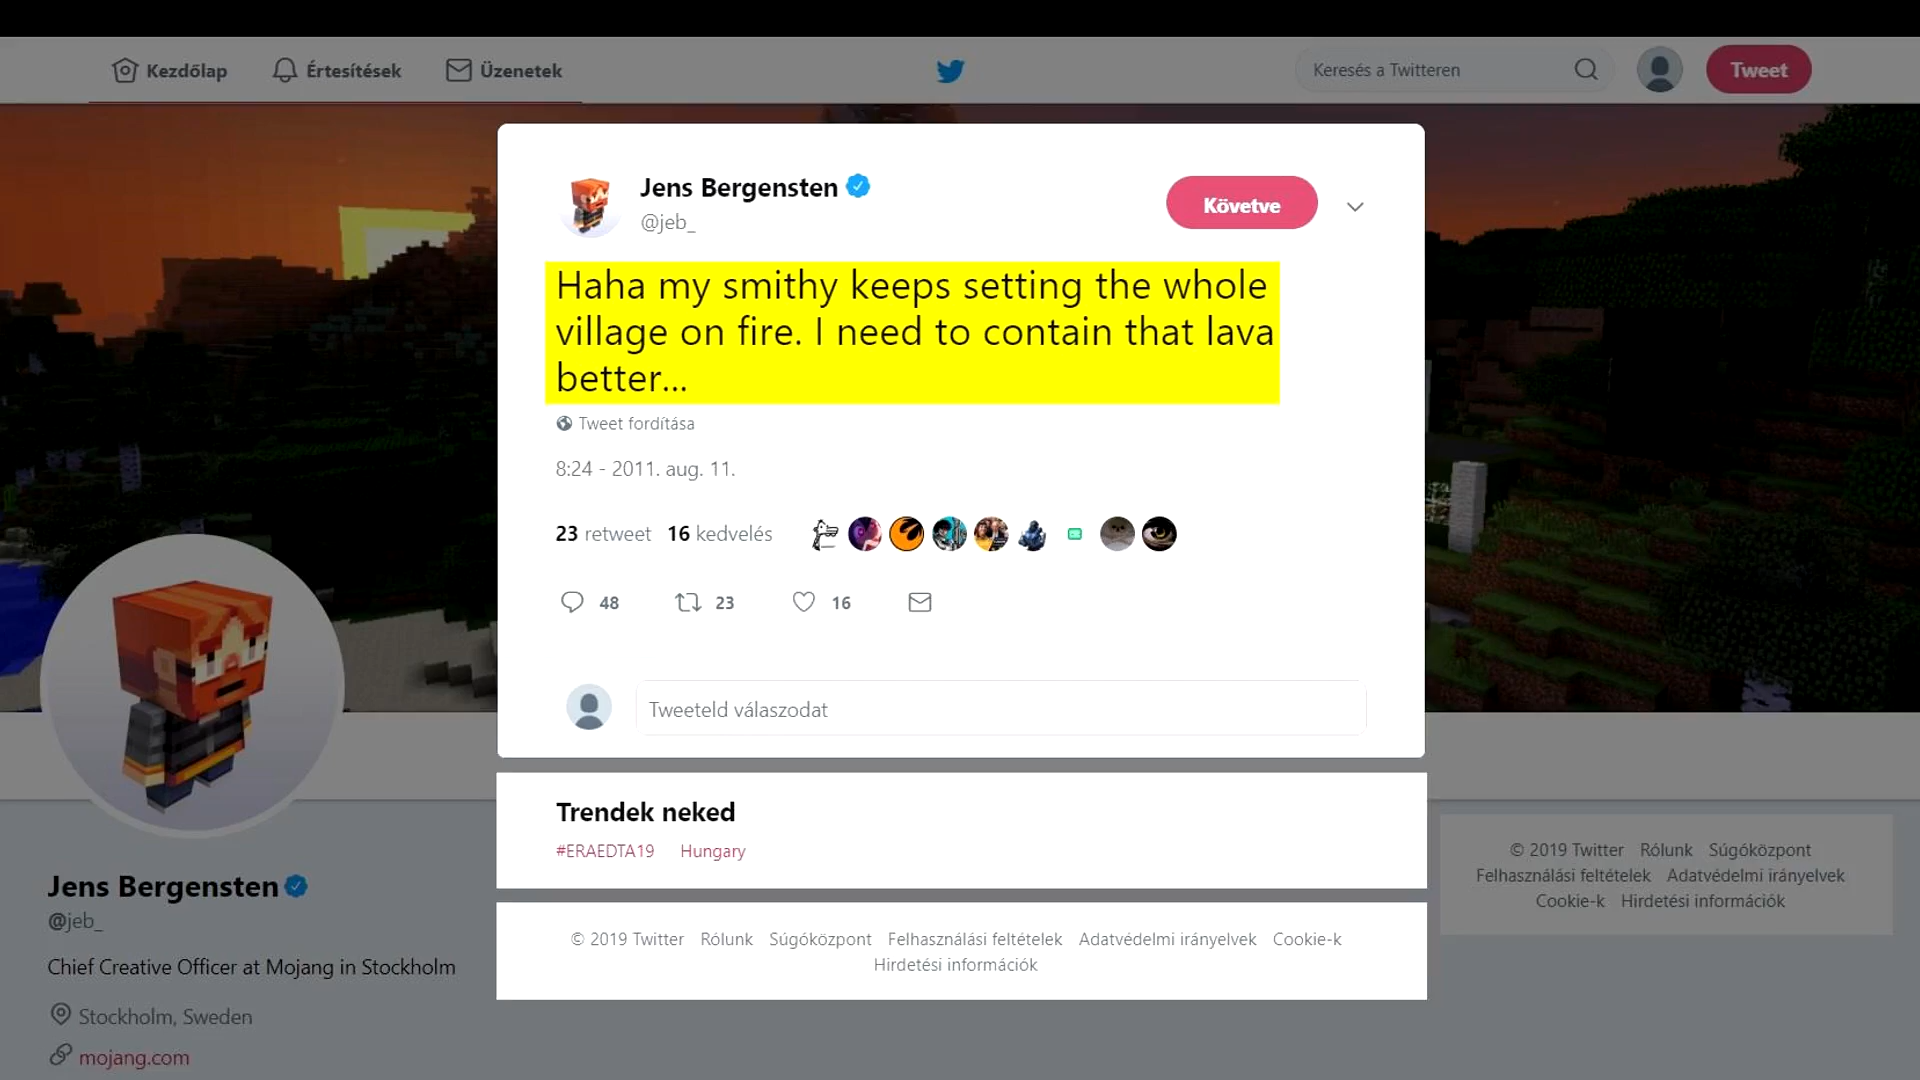 Kezdőlap Értesítések Üzenetek Keresés a Twitteren Tweet
Jens Bergensten
@jeb_
Követve
Haha my smithy keeps setting the whole
village on fire. I need to contain that lava
better...
Tweet fordítása
8:24 - 2011. aug. 11.
23 retweet 16 kedvelés
48 23 16
Tweeteld válaszodat
Trendek neked
#ERAEDTA19 Hungary
© 2019 Twitter Rólunk Súgóközpont Felhasználási feltételek Adatvédelmi irányelvek Cookie-k
Hirdetési információk
Jens Bergensten
@jeb_
Chief Creative Officer at Mojang in Stockholm
Stockholm, Sweden
mojang.com
© 2019 Twitter Rólunk Súgóközpont
Felhasználási feltételek Adatvédelmi irányelvek
Cookie-k Hirdetési információk